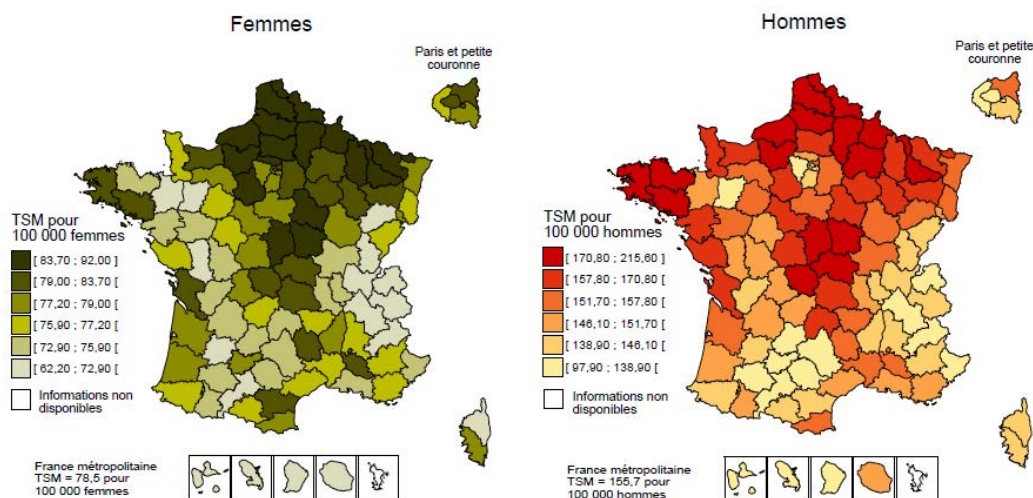 Femmes
Paris et petite
couronne
TSM pour
100 000 femmes
[ 83,70 ; 92,00 ]
[ 79,00 ; 83,70 [
[ 77,20 ; 79,00 [
[ 75,90 ; 77,20 [
[ 72,90 ; 75,90 [
[ 62,20 ; 72,90 [
Informations non
disponibles
France métropolitaine
TSM = 78,5 pour
100 000 femmes
Hommes
Paris et petite
couronne
TSM pour
100 000 hommes
[ 170,80 ; 215,60 ]
[ 157,80 ; 170,80 [
[ 151,70 ; 157,80 [
[ 146,10 ; 151,70 [
[ 138,90 ; 146,10 [
[ 97,90 ; 138,90 [
Informations non
disponibles
France métropolitaine
TSM = 155,7 pour
100 000 hommes